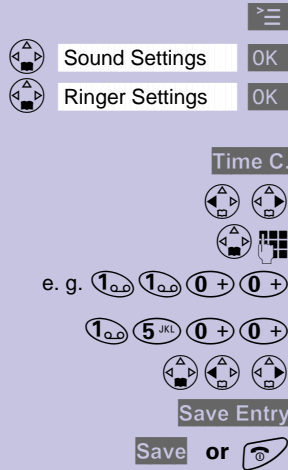 >
Sound Settings OK
Ringer Settings OK
Time C.
e. g. 1 1 0 + 0 +
1 5 JKL 0 + 0 +
Save Entry
Save or